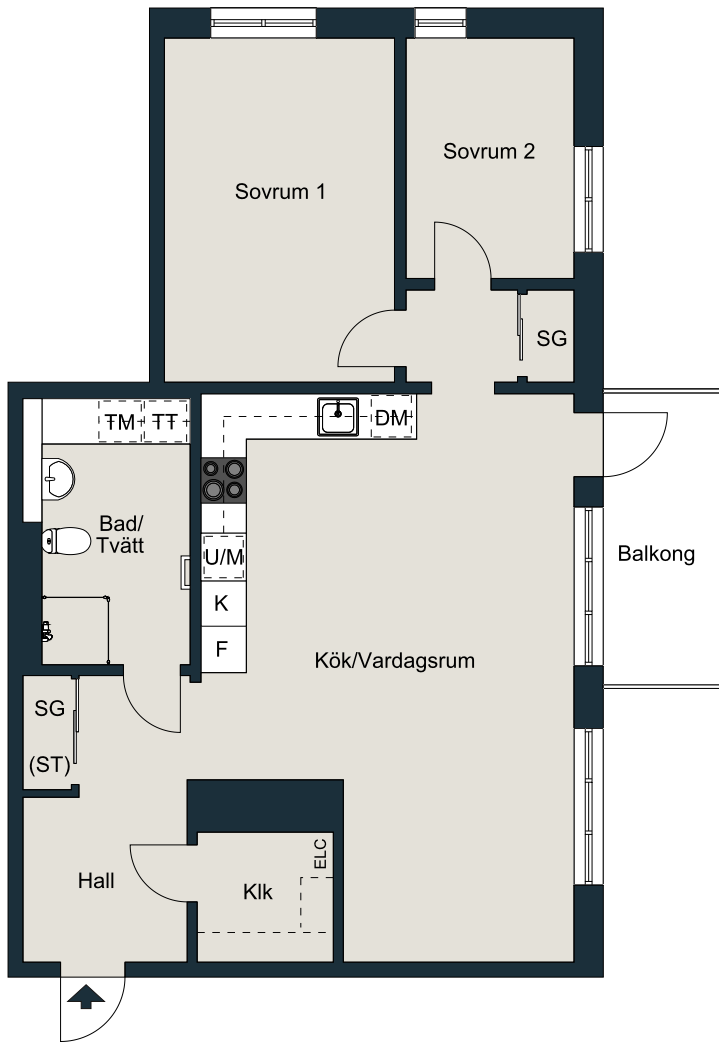 Sovrum 1
Sovrum 2
SG
TM
TT
DM
Bad/
Tvätt
U/M
K
F
Balkong
Kök/Vardagsrum
SG
(ST)
Hall
Klk
ELC